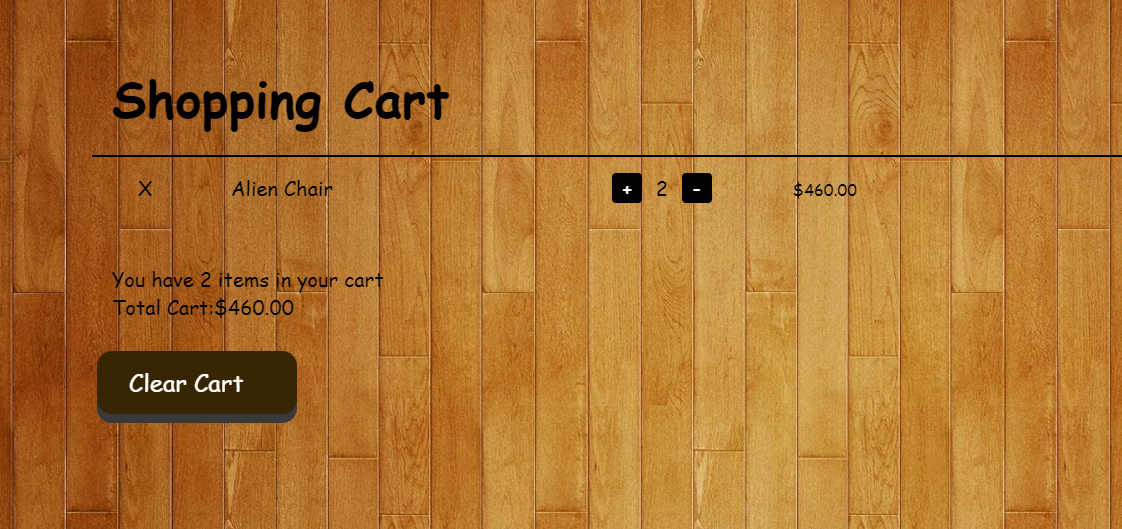 Shopping Cart
X Alien Chair + 2 - $460.00
You have 2 items in your cart
Total Cart:$460.00
Clear Cart